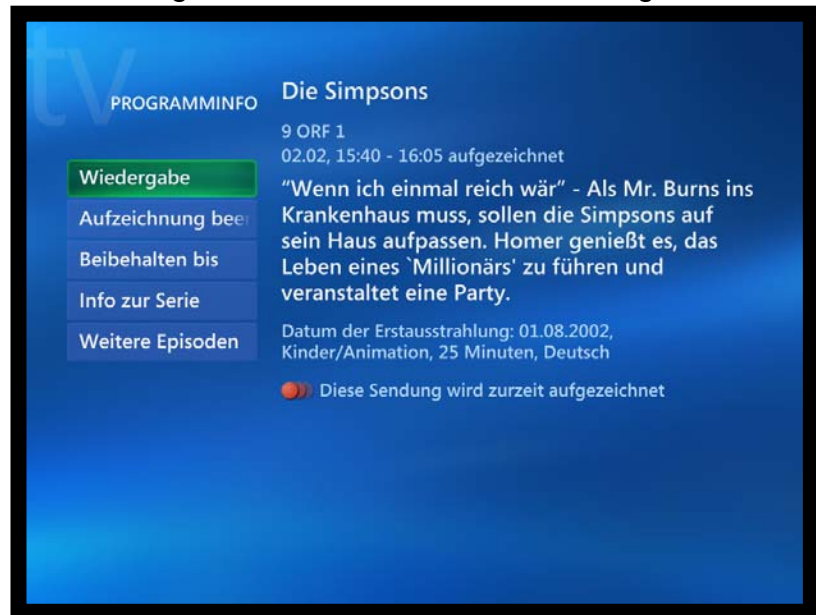 tv
PROGRAMMINFO
Wiedergabe
Aufzeichnung bee
Beibehalten bis
Info zur Serie
Weitere Episoden
Die Simpsons
9 ORF 1
02.02, 15:40 - 16:05 aufgezeichnet
"Wenn ich einmal reich wär" - Als Mr. Burns ins
Krankenhaus muss, sollen die Simpsons auf
sein Haus aufpassen. Homer genießt es, das
Leben eines `Millionärs' zu führen und
veranstaltet eine Party.
Datum der Erstausstrahlung: 01.08.2002,
Kinder/Animation, 25 Minuten, Deutsch
Diese Sendung wird zurzeit aufgezeichnet